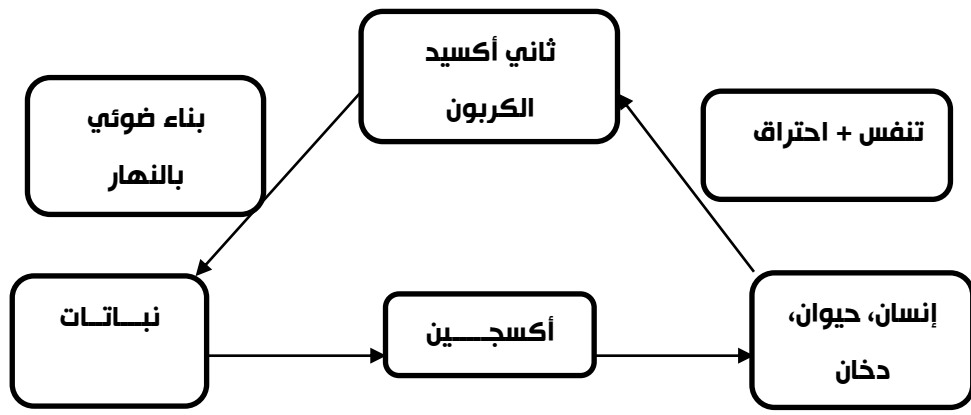 ثاني أكسيد
الكربون
تنفس + احتراق
بناء ضوئي
بالنهار
إنسان، حيوان،
دخان
أكسجـــــين
نبـــاتـــات